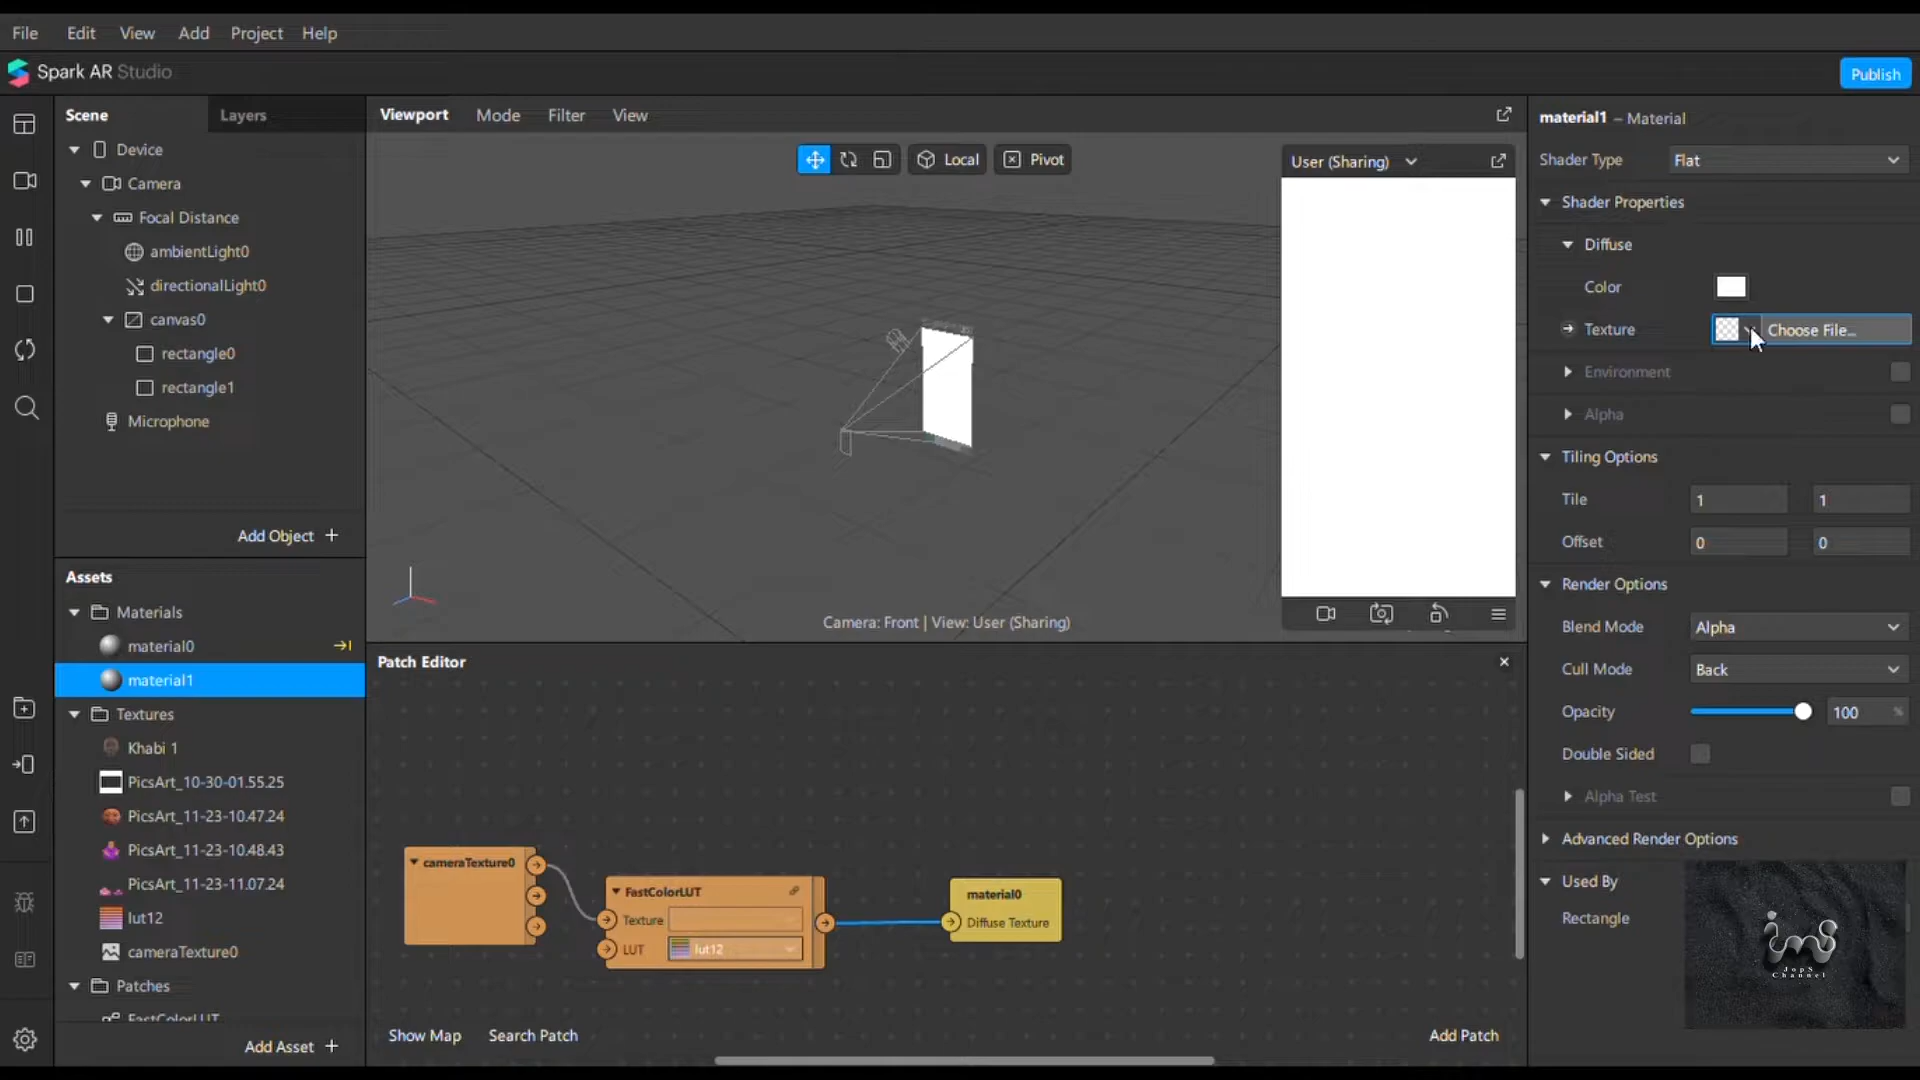 File Edit View Add Project Help
Spark AR Studio
Publish
Scene Layers
Device
Camera
Focal Distance
ambientLight0
directionalLight0
canvas0
rectangle0
rectangle1
Microphone
Add Object +
Assets
Materials
material0
material1
Textures
Khabi 1
PicsArt_10-30-01.55.25
PicsArt_11-23-10.47.24
PicsArt_11-23-10.48.43
PicsArt_11-23-11.07.24
lut12
cameraTexture0
Patches
FastColorLUT
Add Asset +
Viewport Mode Filter View
Local Pivot
User (Sharing)
Camera: Front | View: User (Sharing)
Patch Editor
cameraTexture0
FastColorLUT
Texture
LUT lut12
material0
Diffuse Texture
Show Map Search Patch Add Patch
material1 – Material
Shader Type Flat
Shader Properties
Diffuse
Color
Texture Choose File...
Environment
Alpha
Tiling Options
Tile 1 1
Offset 0 0
Render Options
Blend Mode Alpha
Cull Mode Back
Opacity 100 %
Double Sided
Alpha Test
Advanced Render Options
Used By
Rectangle
JmpS
Channel